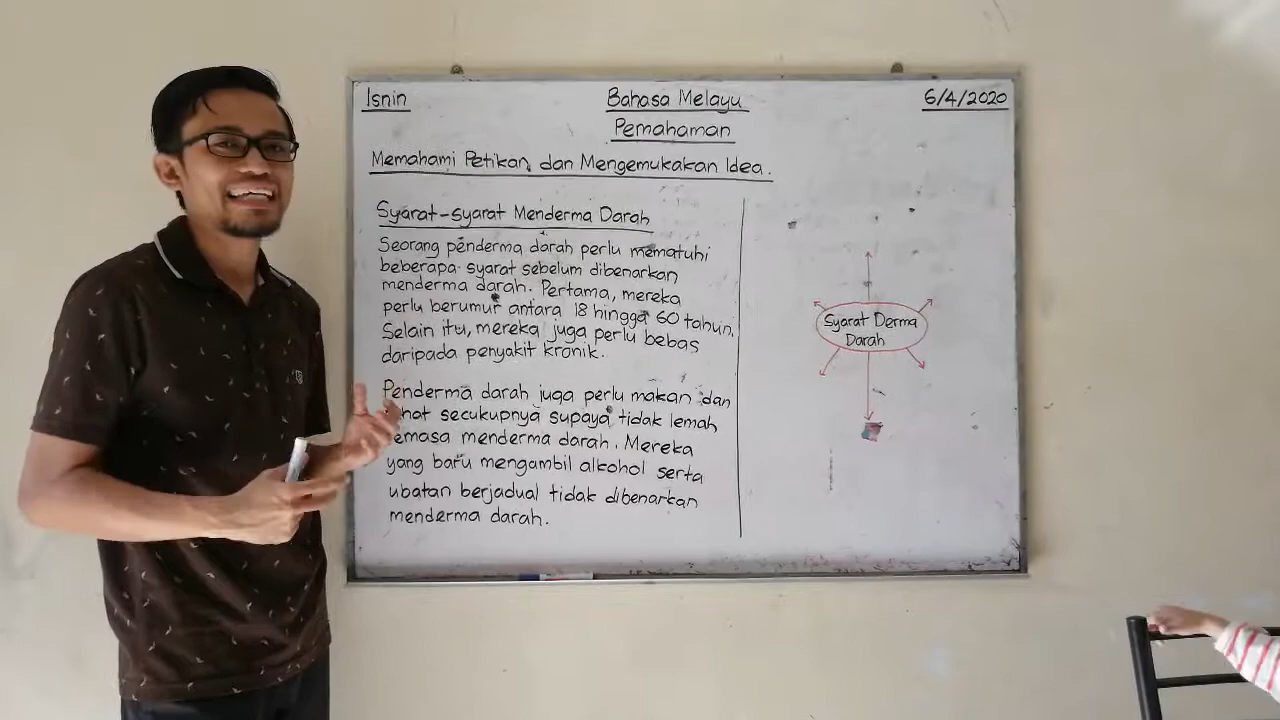 Isnin
Bahasa Melayu
6/4/2020
Pemahaman
Memahami Petikan dan Mengemukakan Idea.
Syarat-syarat Menderma Darah
Seorang penderma darah perlu mematuhi
beberapa syarat sebelum dibenarkan
menderma darah. Pertama, mereka
perlu berumur antara 18 hingga 60 tahun.
Selain itu, mereka juga perlu bebas
daripada penyakit kronik.
Penderma darah juga perlu makan dan
secukupnya supaya tidak lemah
menderma darah. Mereka
yang baru mengambil alkohol serta
ubatan berjadual tidak dibenarkan
menderma darah.
Syarat Derma
Darah